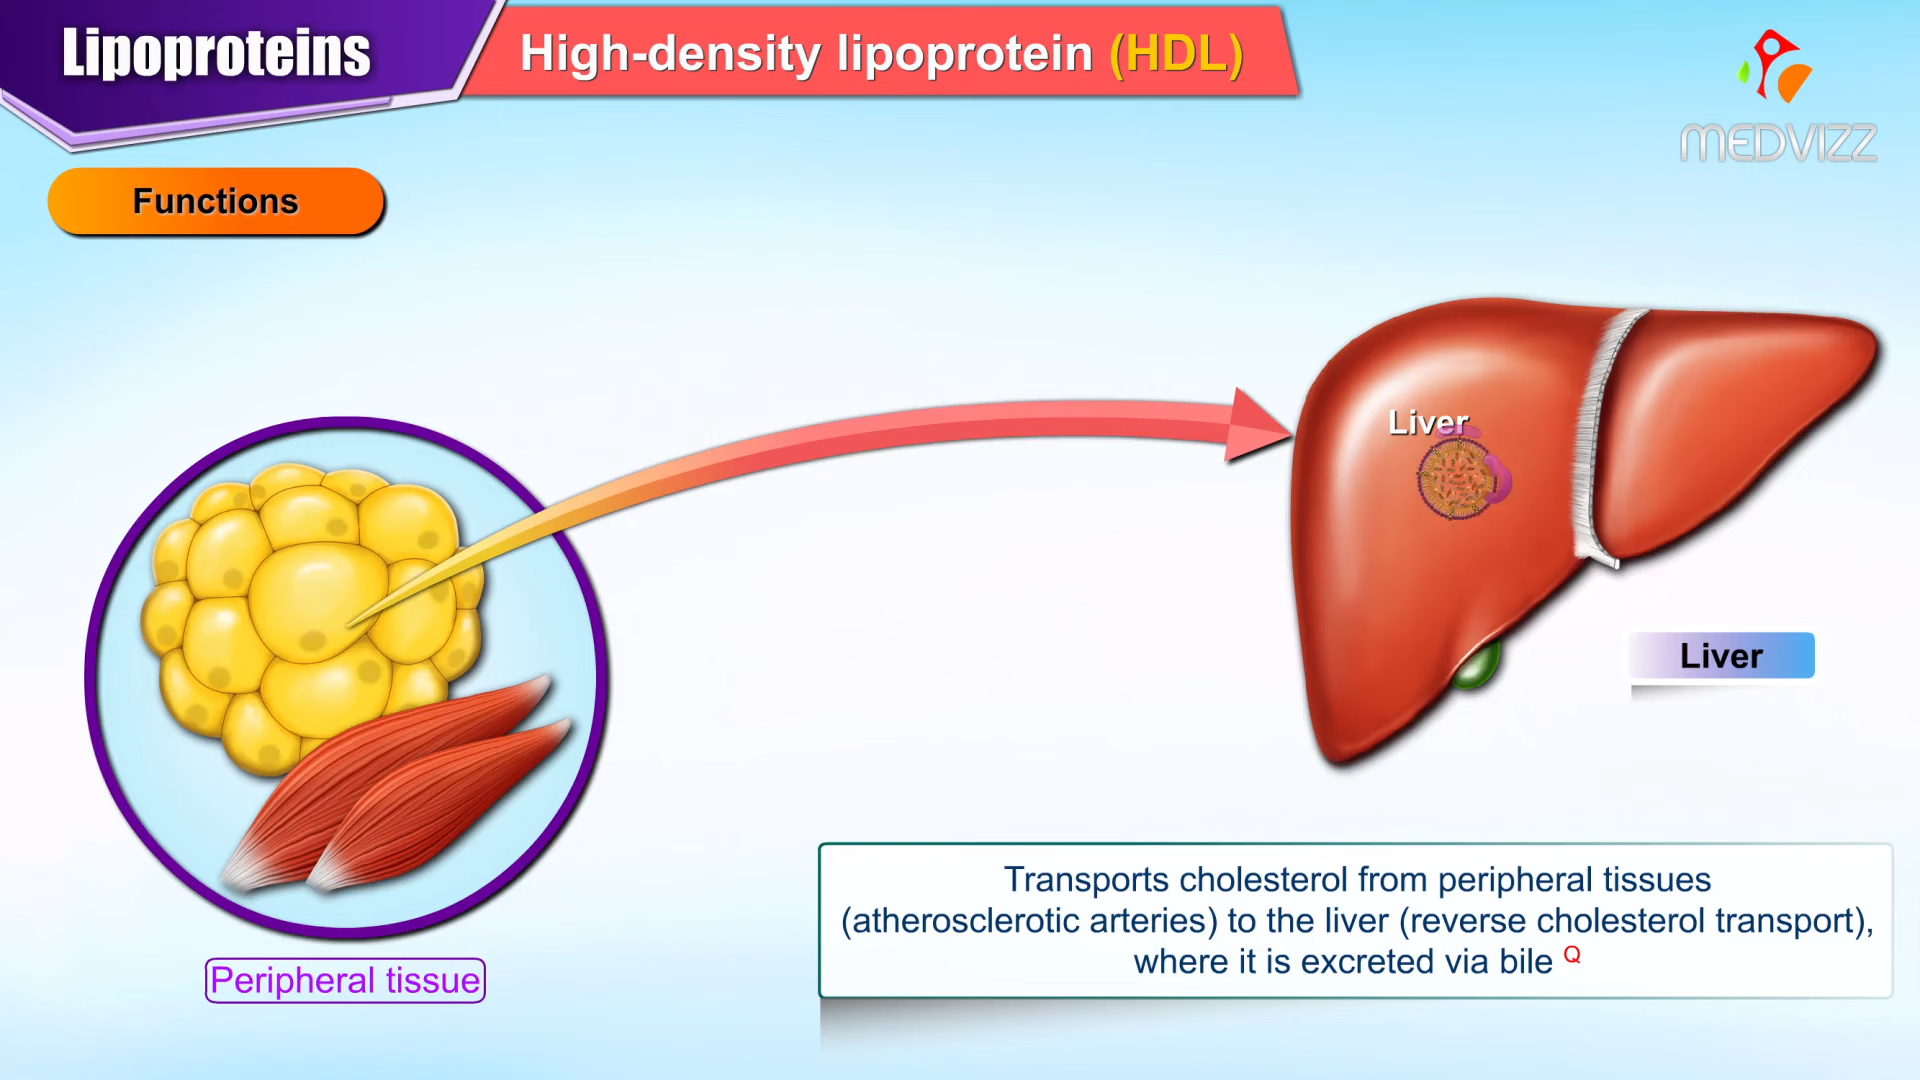 Lipoproteins
High-density lipoprotein (HDL)
MEDVIZZ
Functions
Liver
Liver
Transports cholesterol from peripheral tissues
(atherosclerotic arteries) to the liver (reverse cholesterol transport),
where it is excreted via bile Q
Peripheral tissue